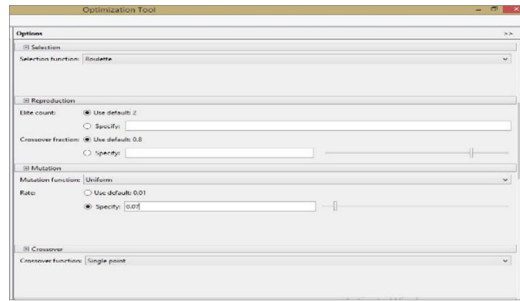 Optimization Tool
Options >>
Selection
Selection function: Roulette
Reproduction
Elite count: Use default: 2
Specify:
Crossover fraction: Use default: 0.8
Specify:
Mutation
Mutation function: Uniform
Rate: Use default: 0.01
Specify: 0.07
Crossover
Crossover function: Single point